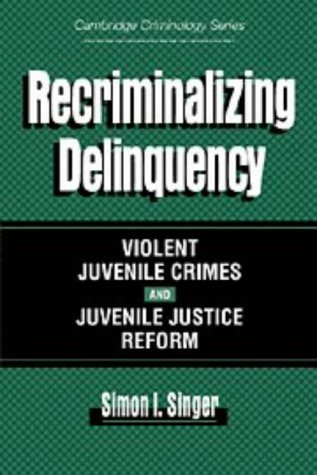 Cambridge Criminology Series
Recriminalizing
Delinquency
VIOLENT
JUVENILE CRIMES
AND
JUVENILE JUSTICE
REFORM
Simon I. Singer